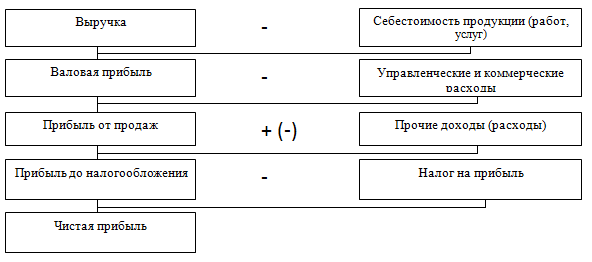 Выручка
-
Себестоимость продукции (работ,
услуг)
Валовая прибыль
-
Управленческие и коммерческие
расходы
Прибыль от продаж
+ (-)
Прочие доходы (расходы)
Прибыль до налогообложения
-
Налог на прибыль
Чистая прибыль